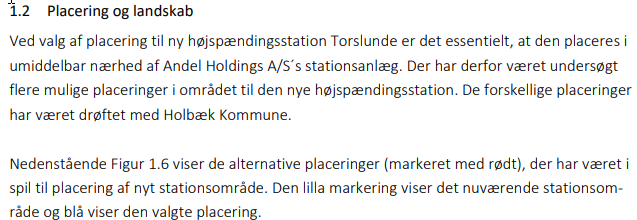 1.2 Placering og landskab
Ved valg af placering til ny højspændingsstation Torslunde er det essentielt, at den placeres i
umiddelbar nærhed af Andel Holdings A/S´s stationsanlæg. Der har derfor været undersøgt
flere mulige placeringer i området til den nye højspændingsstation. De forskellige placeringer
har været drøftet med Holbæk Kommune.
Nedenstående Figur 1.6 viser de alternative placeringer (markeret med rødt), der har været i
spil til placering af nyt stationsområde. Den lilla markering viser det nuværende stationsom-
råde og blå viser den valgte placering.